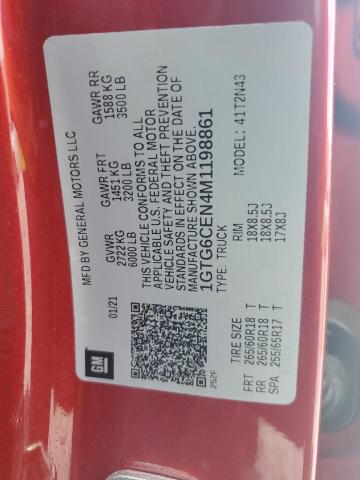 MFD BY GENERAL MOTORS LLC
01/21
GM
GVWR
2722 KG
6000 LB
GAWR FRT
1451 KG
3200 LB
GAWR RR
1588 KG
3500 LB
THIS VEHICLE CONFORMS TO ALL
APPLICABLE U.S. FEDERAL MOTOR
VEHICLE SAFETY AND THEFT PREVENTION
STANDARDS IN EFFECT ON THE DATE OF
MANUFACTURE SHOWN ABOVE.
1GTG6CEN4M1198861
TYPE: TRUCK
MODEL: 41T2N43
252F
TIRE SIZE RIM
FRT 265/60R18 T 18X8.5J
RR 265/60R18 T 18X8.5J
SPA 255/65R17 T 17X8J